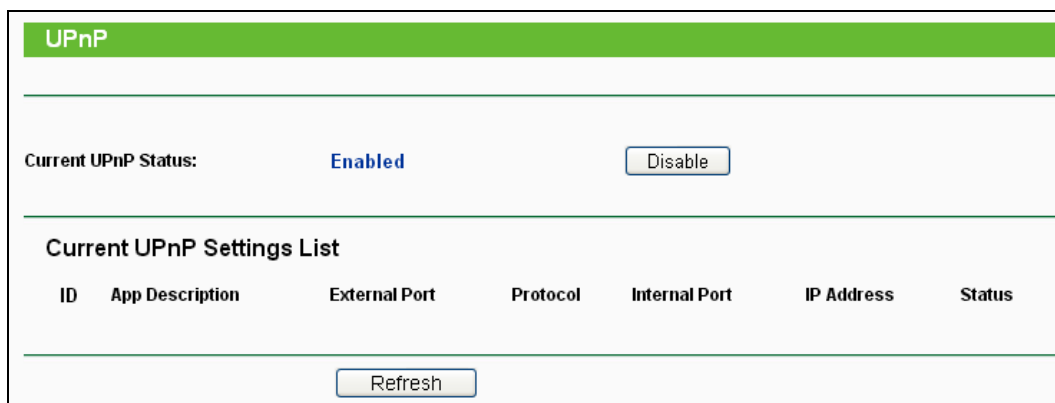 UPnP
Current UPnP Status: Enabled Disable
Current UPnP Settings List
ID App Description External Port Protocol Internal Port IP Address Status
Refresh